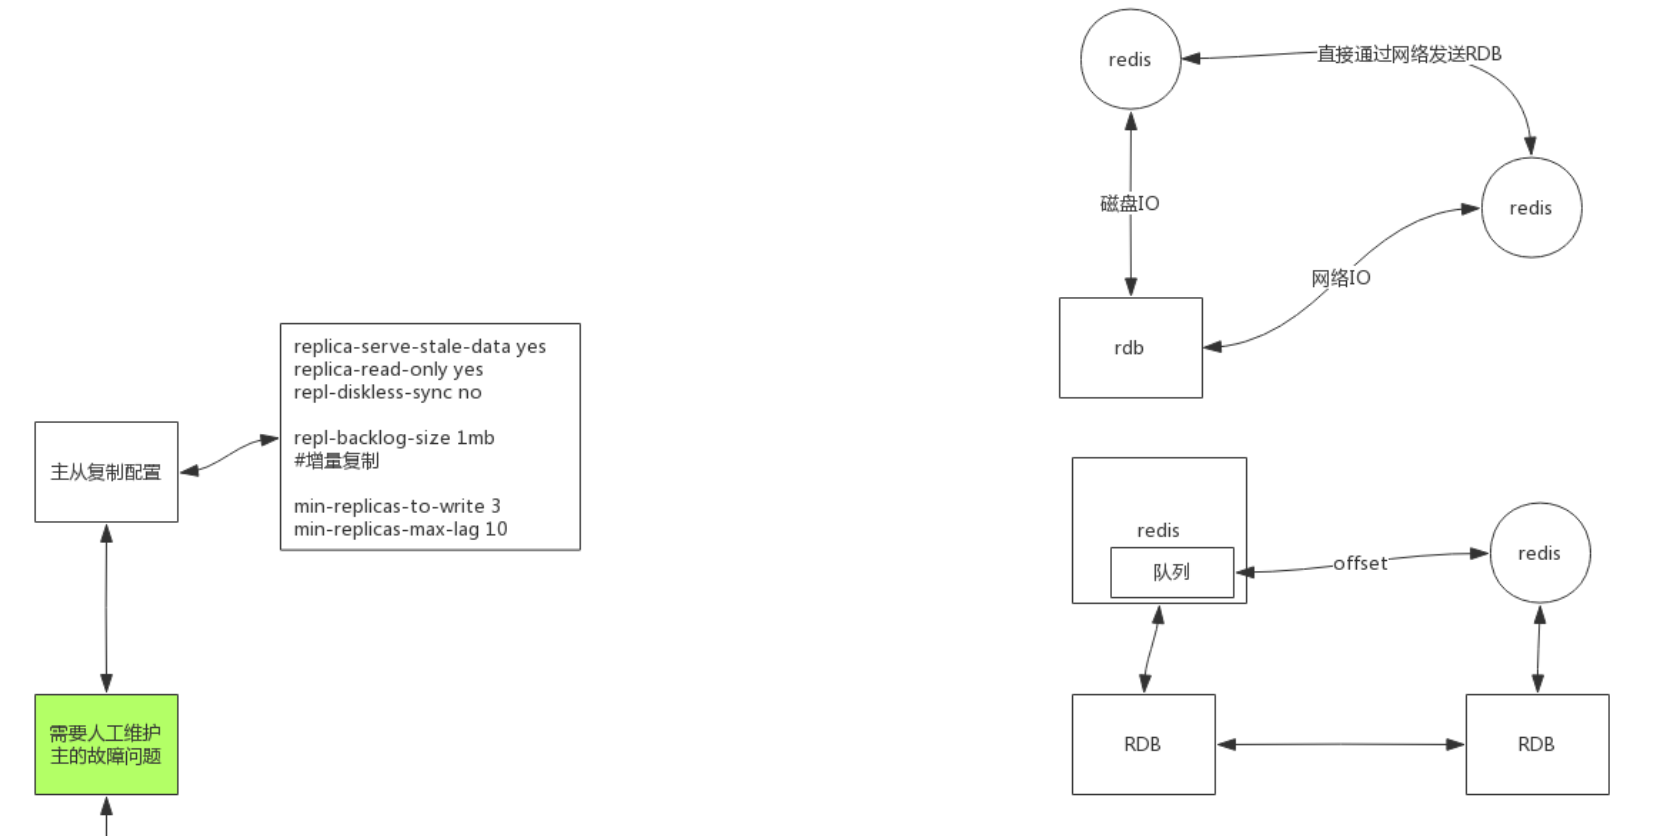 redis
直接通过网络发送RDB
磁盘IO
redis
网络IO
rdb
replica-serve-stale-data yes
replica-read-only yes
repl-diskless-sync no
repl-backlog-size 1mb
#增量复制
min-replicas-to-write 3
min-replicas-max-lag 10
主从复制配置
需要人工维护
主的故障问题
redis
队列
offset
redis
RDB
RDB